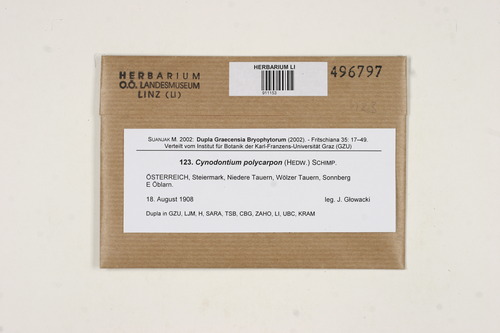 HERBARIUM
O.Ö. LANDESMUSEUM
LINZ (LI)
HERBARIUM LI
911153
496797
SUANJAK M. 2002: Dupla Graecensia Bryophytorum (2002). - Fritschiana 35: 17–49.
Verteilt vom Institut für Botanik der Karl-Franzens-Universität Graz (GZU)
123. Cynodontium polycarpon (HEDW.) SCHIMP.
ÖSTERREICH, Steiermark, Niedere Tauern, Wölzer Tauern, Sonnberg
E Öblarn.
18. August 1908 leg. J. Głowacki
Dupla in GZU, LJM, H, SARA, TSB, CBG, ZAHO, LI, UBC, KRAM